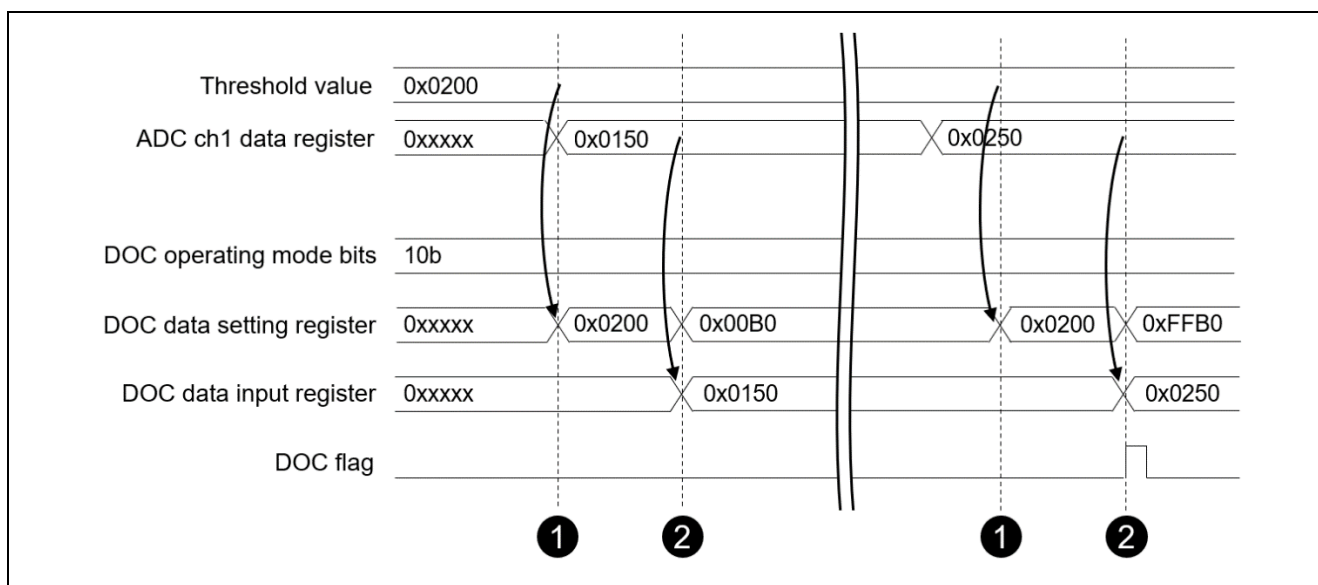 Threshold value 0x0200
ADC ch1 data register 0xxxxx 0x0150 0x0250
DOC operating mode bits 10b
DOC data setting register 0xxxxx 0x0200 0x00B0 0x0200 0xFFB0
DOC data input register 0xxxxx 0x0150 0x0250
DOC flag
1 2 1 2